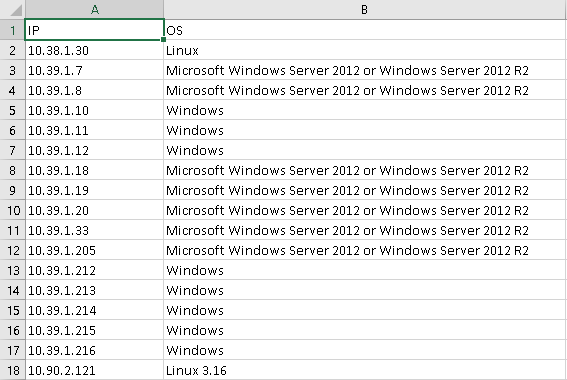 A B
1 IP OS
2 10.38.1.30 Linux
3 10.39.1.7 Microsoft Windows Server 2012 or Windows Server 2012 R2
4 10.39.1.8 Microsoft Windows Server 2012 or Windows Server 2012 R2
5 10.39.1.10 Windows
6 10.39.1.11 Windows
7 10.39.1.12 Windows
8 10.39.1.18 Microsoft Windows Server 2012 or Windows Server 2012 R2
9 10.39.1.19 Microsoft Windows Server 2012 or Windows Server 2012 R2
10 10.39.1.20 Microsoft Windows Server 2012 or Windows Server 2012 R2
11 10.39.1.33 Microsoft Windows Server 2012 or Windows Server 2012 R2
12 10.39.1.205 Microsoft Windows Server 2012 or Windows Server 2012 R2
13 10.39.1.212 Windows
14 10.39.1.213 Windows
15 10.39.1.214 Windows
16 10.39.1.215 Windows
17 10.39.1.216 Windows
18 10.90.2.121 Linux 3.16